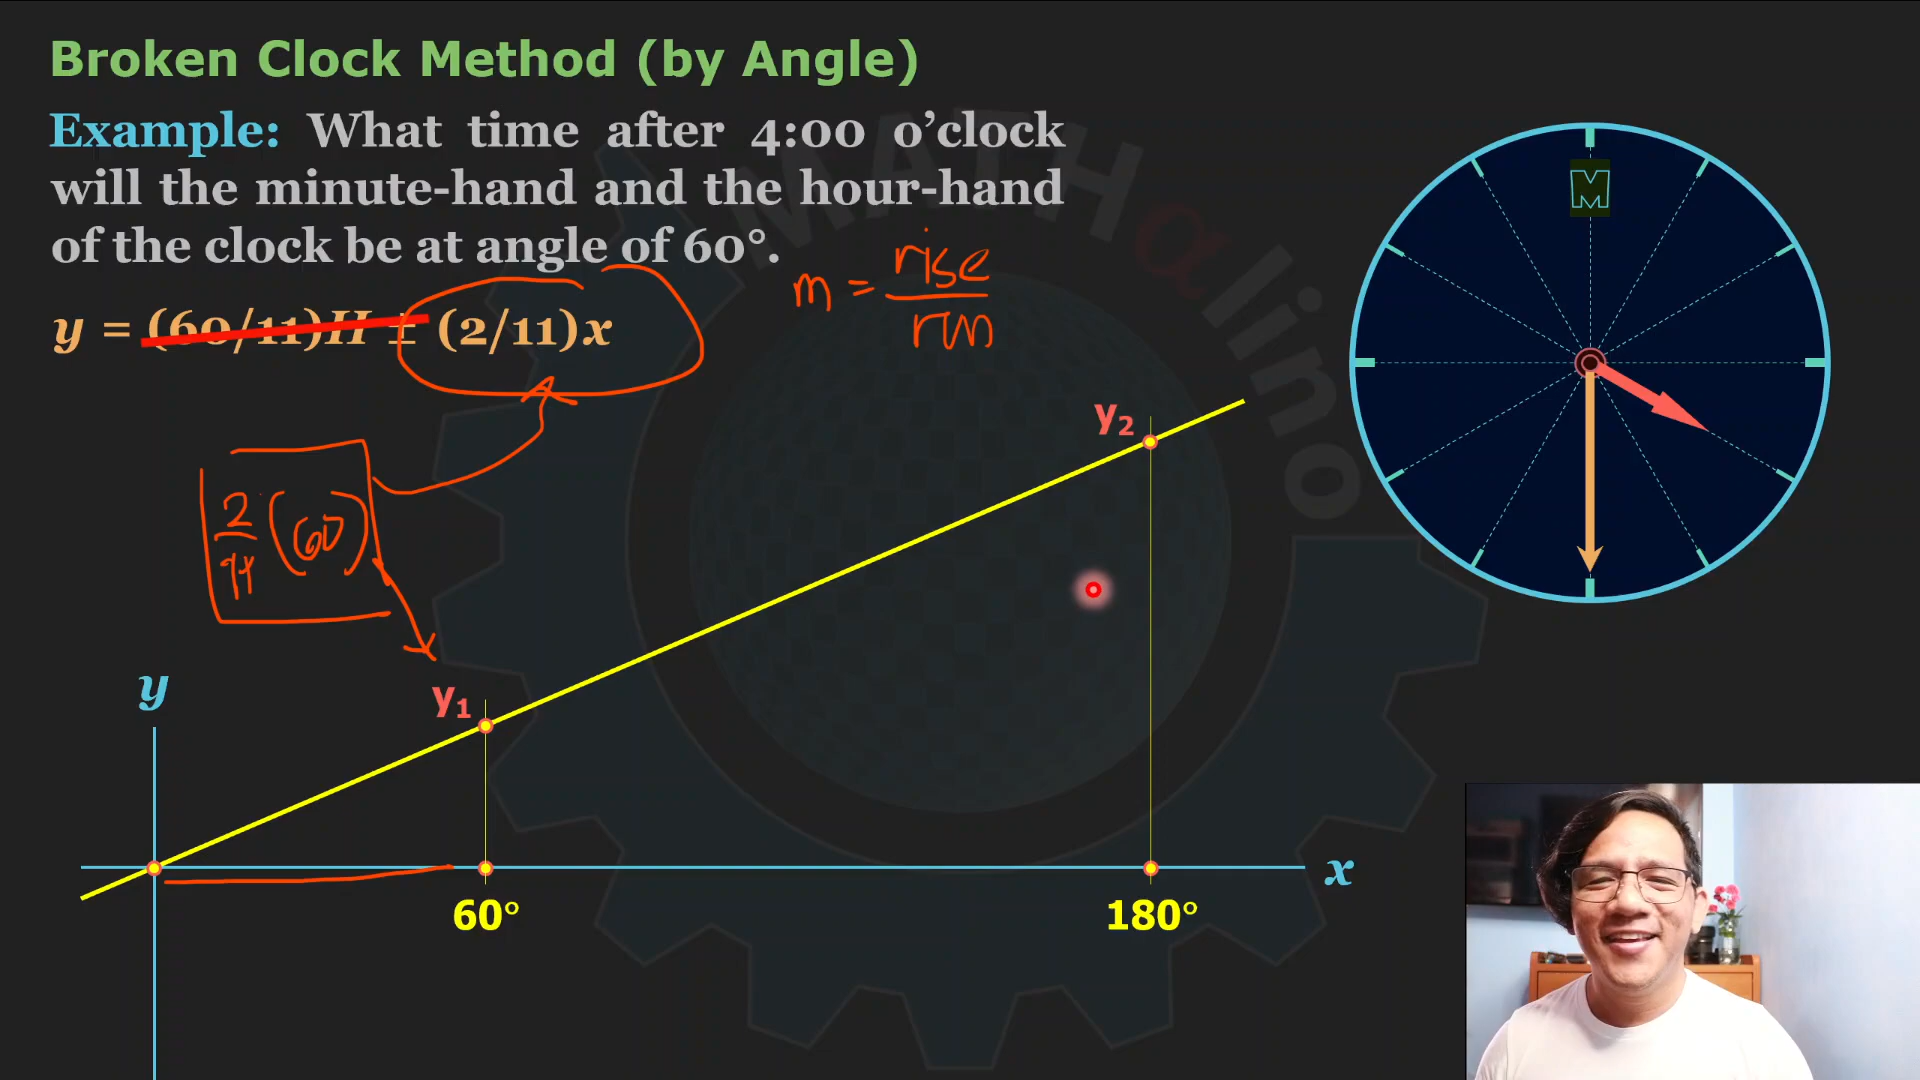 Broken Clock Method (by Angle)
Example: What time after 4:00 o’clock
will the minute-hand and the hour-hand
of the clock be at angle of 60°.
m = rise
run
y = (60/11)H ± (2/11)x
MATHalino
M
2/11 (60)
y₂
y
y₁
x
60°
180°